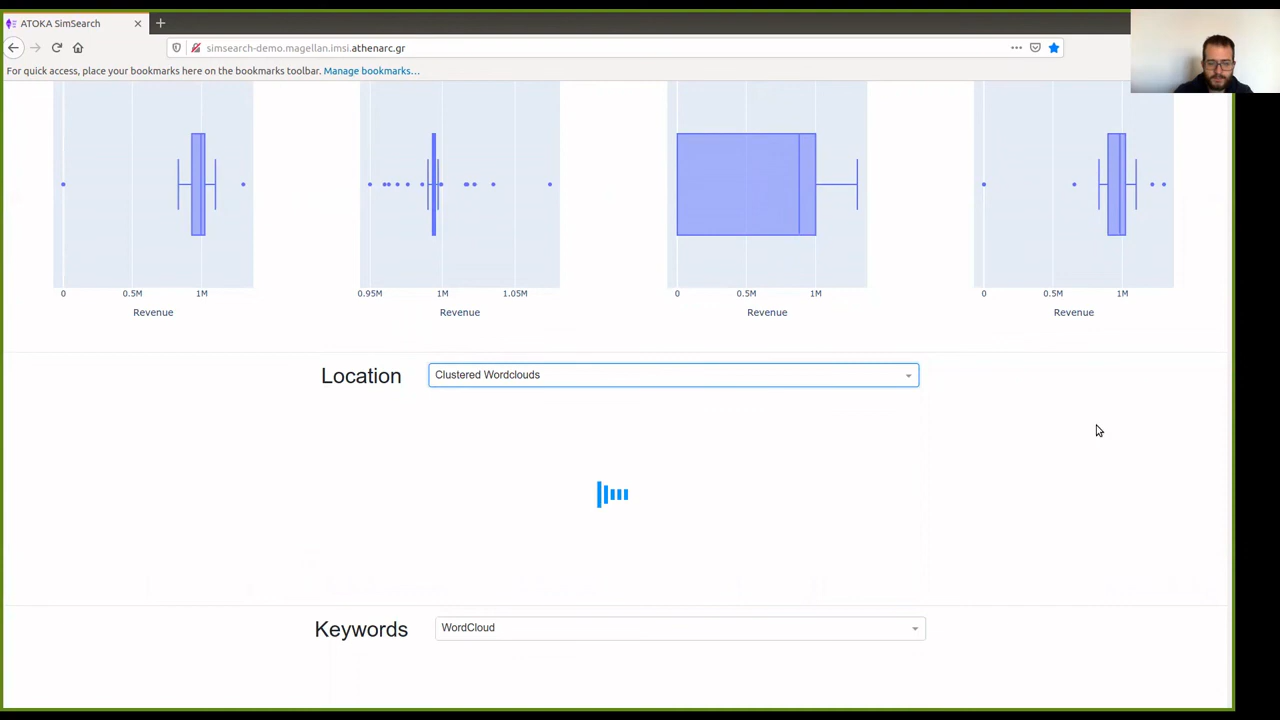 ATOKA SimSearch
simsearch-demo.magellan.imsi.athenarc.gr
For quick access, place your bookmarks here on the bookmarks toolbar. Manage bookmarks…
0 0.5M 1M
0.95M 1M 1.05M
0 0.5M 1M
0 0.5M 1M
Revenue
Revenue
Revenue
Revenue
Location
Clustered Wordclouds
Keywords
WordCloud